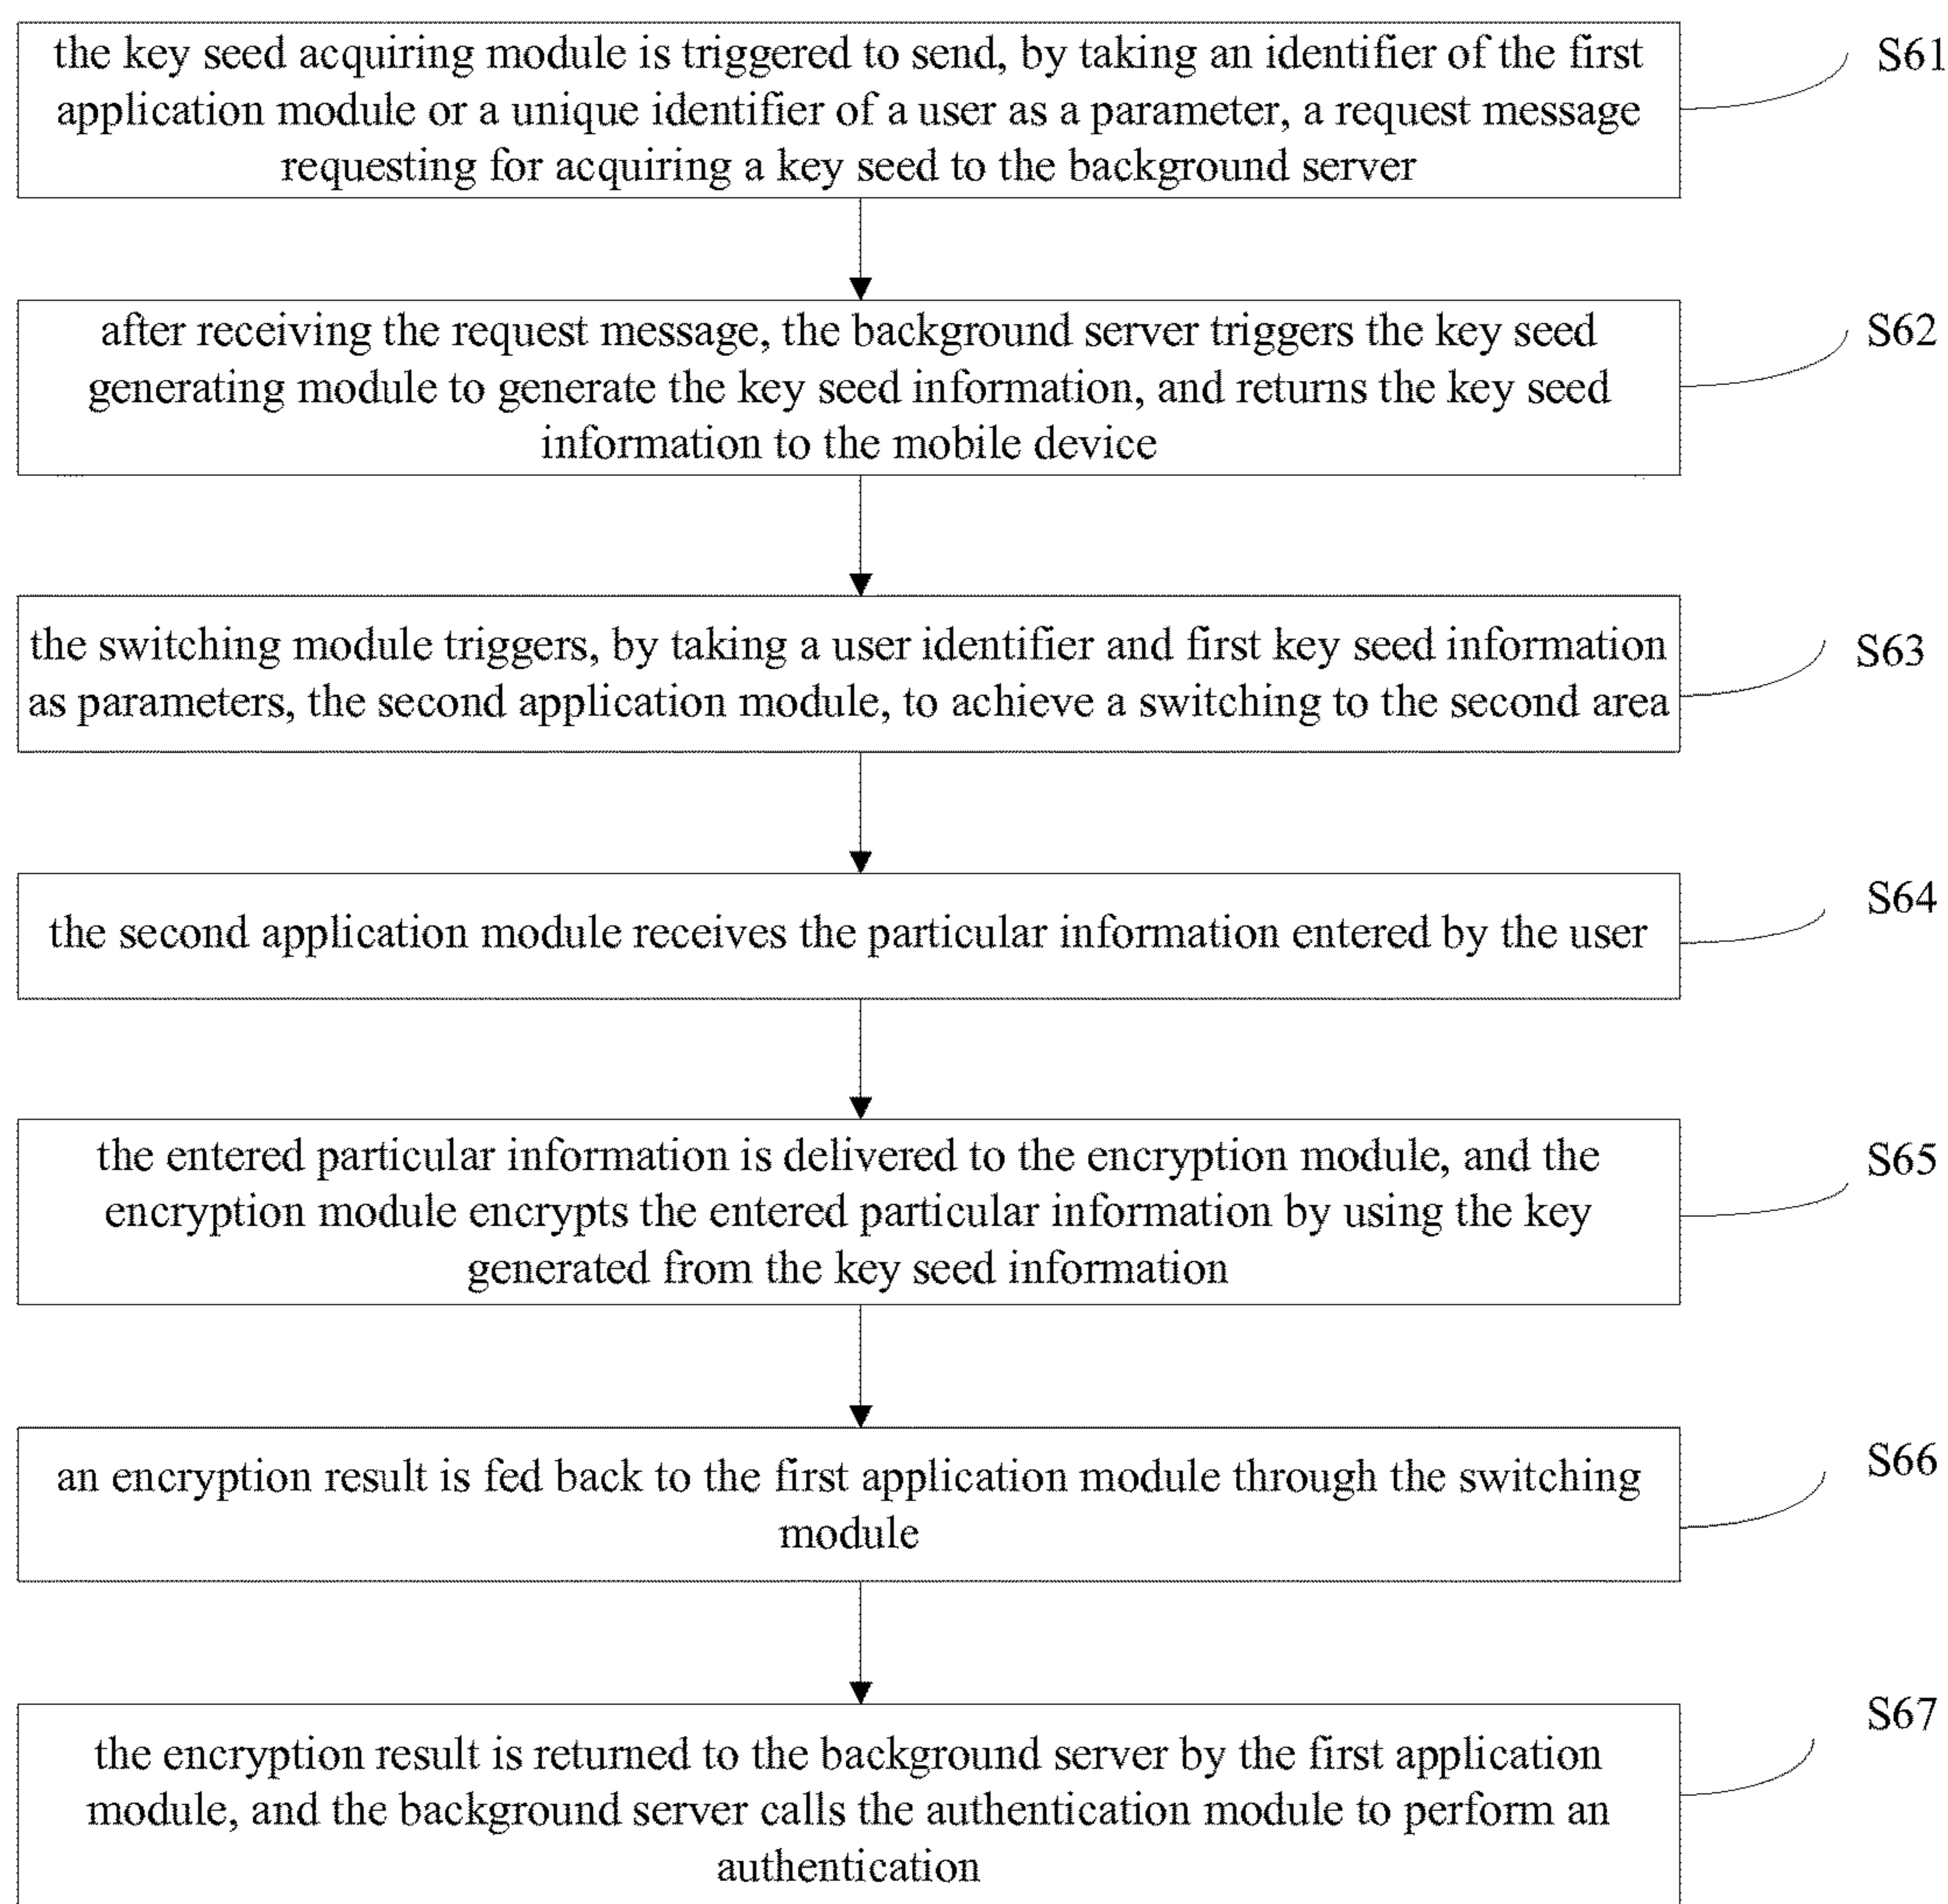 the key seed acquiring module is triggered to send, by taking an identifier of the first
application module or a unique identifier of a user as a parameter, a request message
requesting for acquiring a key seed to the background server
S61
after receiving the request message, the background server triggers the key seed
generating module to generate the key seed information, and returns the key seed
information to the mobile device
S62
the switching module triggers, by taking a user identifier and first key seed information
as parameters, the second application module, to achieve a switching to the second area
S63
the second application module receives the particular information entered by the user
S64
the entered particular information is delivered to the encryption module, and the
encryption module encrypts the entered particular information by using the key
generated from the key seed information
S65
an encryption result is fed back to the first application module through the switching
module
S66
the encryption result is returned to the background server by the first application
module, and the background server calls the authentication module to perform an
authentication
S67